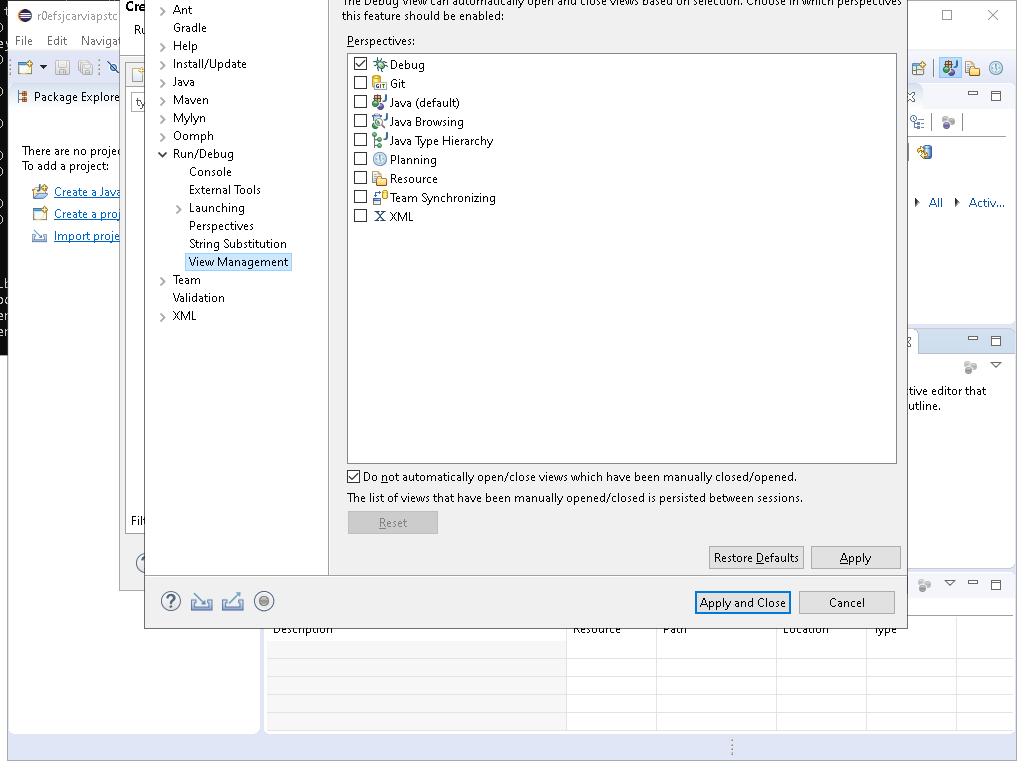 r0efsjcarviapstc
File Edit Navigat
Package Explore
There are no projec
To add a project:
Create a Java
Create a proj
Import proje
Cre
Ru
ty
Filt
Ant
Gradle
Help
Install/Update
Java
Maven
Mylyn
Oomph
Run/Debug
Console
External Tools
Launching
Perspectives
String Substitution
View Management
Team
Validation
XML
The Debug View can automatically open and close views based on selection. Choose in which perspectives
this feature should be enabled:
Perspectives:
Debug
Git
Java (default)
Java Browsing
Java Type Hierarchy
Planning
Resource
Team Synchronizing
XML
Do not automatically open/close views which have been manually closed/opened.
The list of views that have been manually opened/closed is persisted between sessions.
Reset
Restore Defaults Apply
Apply and Close Cancel
All Activ...
tive editor that
utline.
Description Resource Path Location Type